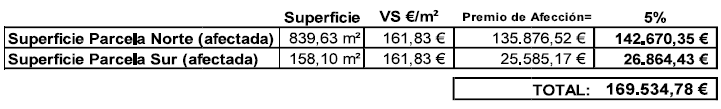 Superficie VS €/m² Premio de Afección= 5%
Superficie Parcela Norte (afectada) 839,63 m² 161,83 € 135.876,52 € 142.670,35 €
Superficie Parcela Sur (afectada) 158,10 m² 161,83 € 25.585,17 € 26.864,43 €
TOTAL: 169.534,78 €